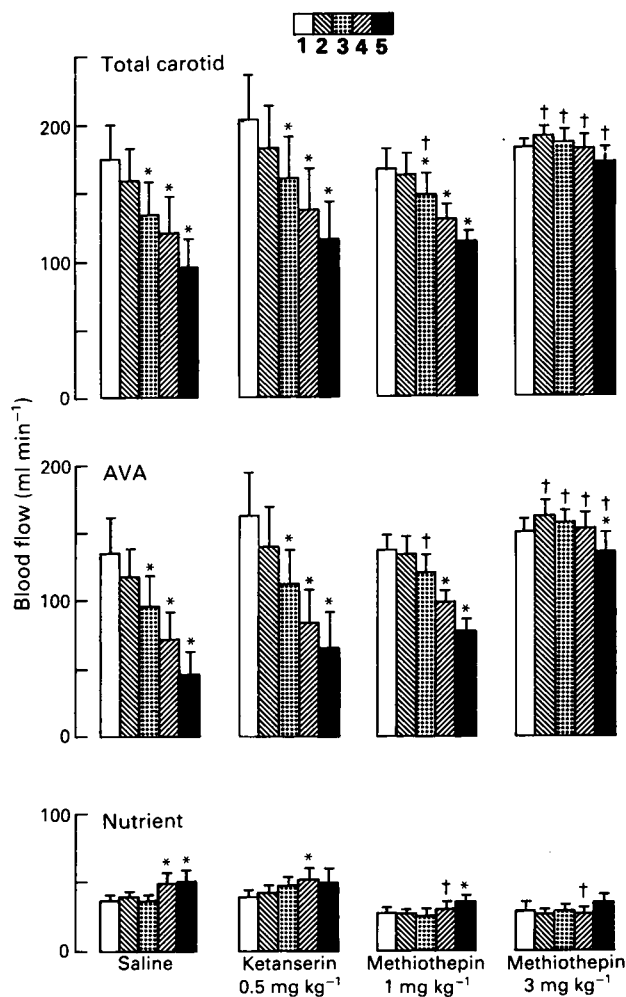 1 2 3 4 5
Total carotid
200
100
0
* * *
* * *
†
* * *
† † † †
Blood flow (ml min⁻¹)
AVA
200
100
0
* * *
* * *
† * *
† † † †
*
Nutrient
100
0
* *
*
† *
†
Saline
Ketanserin
0.5 mg kg⁻¹
Methiothepin
1 mg kg⁻¹
Methiothepin
3 mg kg⁻¹